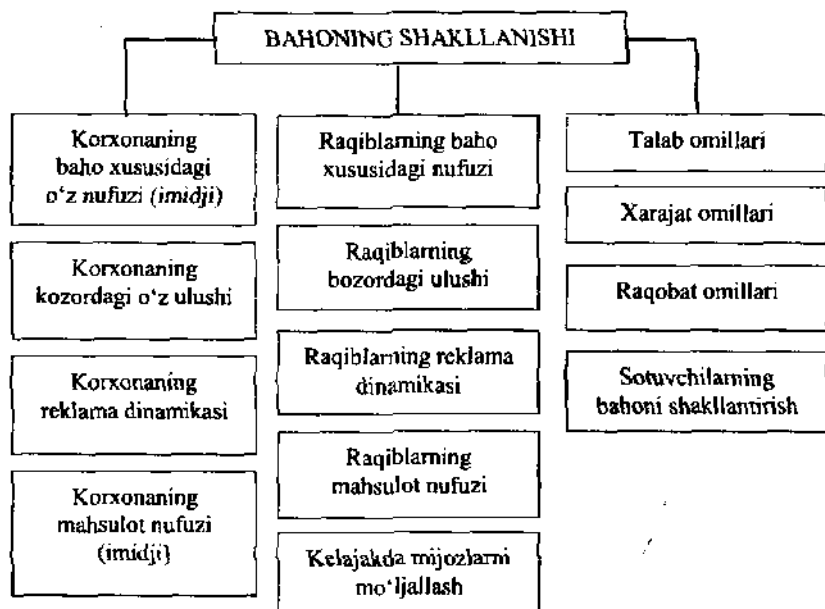 BAHONING SHAKLLANISHI
Korxonaning
baho xususidagi
o‘z nufuzi (imidji)
Korxonaning
kozordagi o‘z ulushi
Korxonaning
reklama dinamikasi
Korxonaning
mahsulot nufuzi
(imidji)
Raqiblarning baho
xususidagi nufuzi
Raqiblarning
bozordagi ulushi
Raqiblarning reklama
dinamikasi
Raqiblarning
mahsulot nufuzi
Kelajakda mijozlarni
mo‘ljallash
Talab omillari
Xarajat omillari
Raqobat omillari
Sotuvchilarning
bahoni shakllantirish